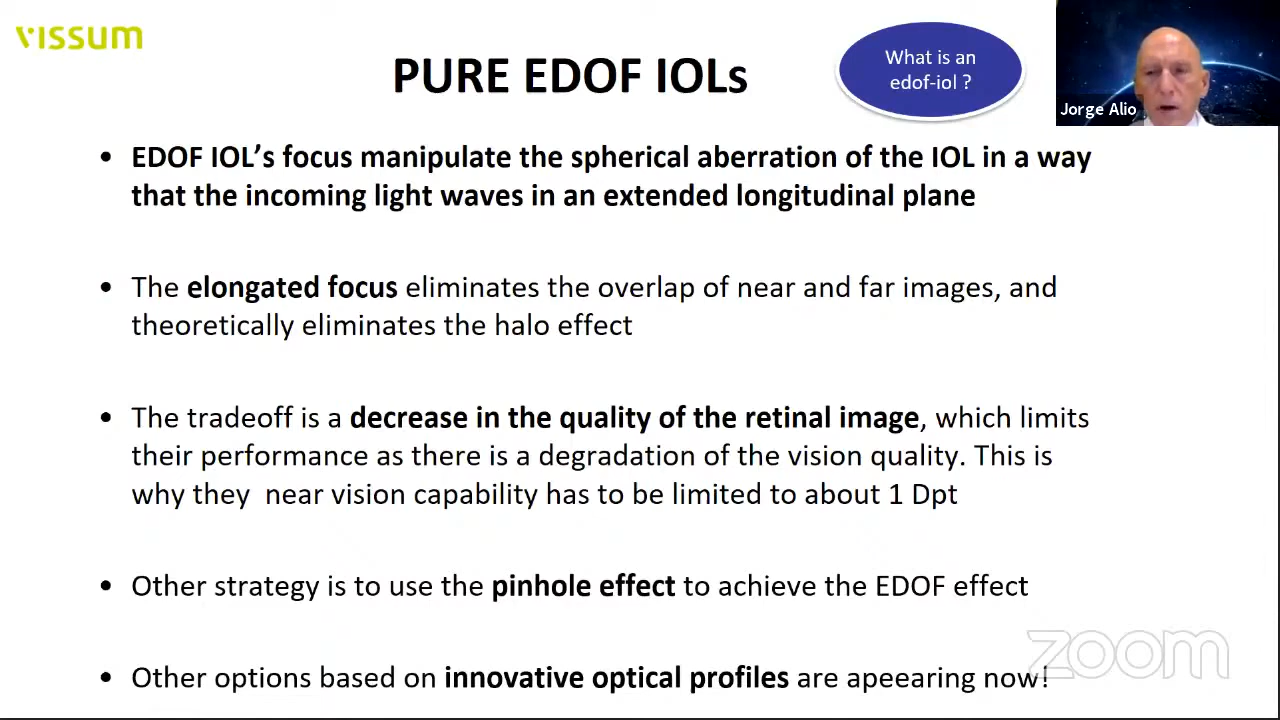 vissum
PURE EDOF IOLs
What is an
edof-iol ?
Jorge Alio
• EDOF IOL’s focus manipulate the spherical aberration of the IOL in a way
that the incoming light waves in an extended longitudinal plane
• The elongated focus eliminates the overlap of near and far images, and
theoretically eliminates the halo effect
• The tradeoff is a decrease in the quality of the retinal image, which limits
their performance as there is a degradation of the vision quality. This is
why they  near vision capability has to be limited to about 1 Dpt
• Other strategy is to use the pinhole effect to achieve the EDOF effect
• Other options based on innovative optical profiles are apeearing now!
zoom